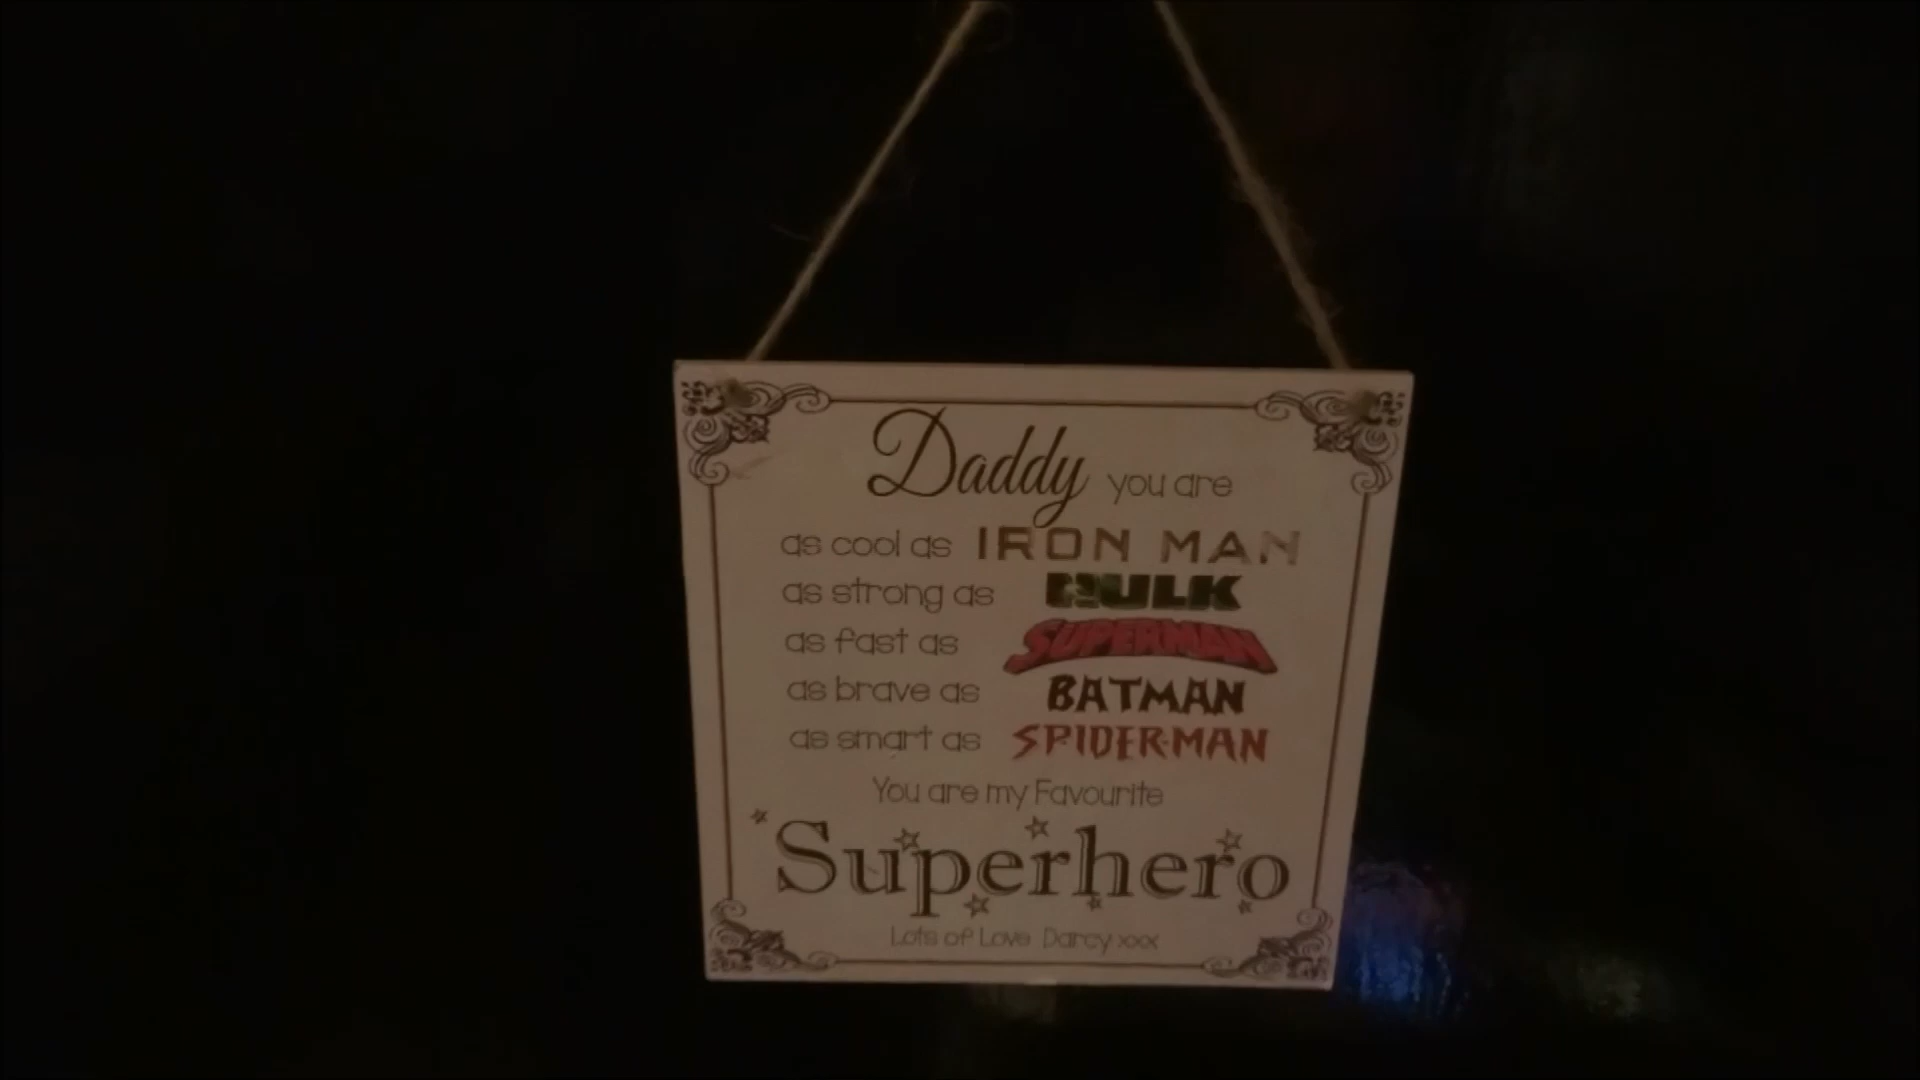 Daddy you are
as cool as IRON MAN
as strong as HULK
as fast as SUPERMAN
as brave as BATMAN
as smart as SPIDER-MAN
You are my Favourite
Superhero
Lots of Love Darcy xxx